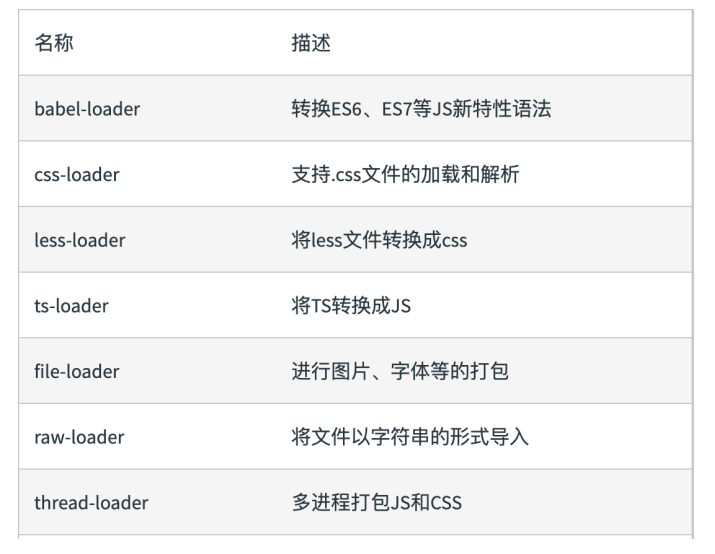 名称 描述
babel-loader 转换ES6、ES7等JS新特性语法
css-loader 支持.css文件的加载和解析
less-loader 将less文件转换成css
ts-loader 将TS转换成JS
file-loader 进行图片、字体等的打包
raw-loader 将文件以字符串的形式导入
thread-loader 多进程打包JS和CSS